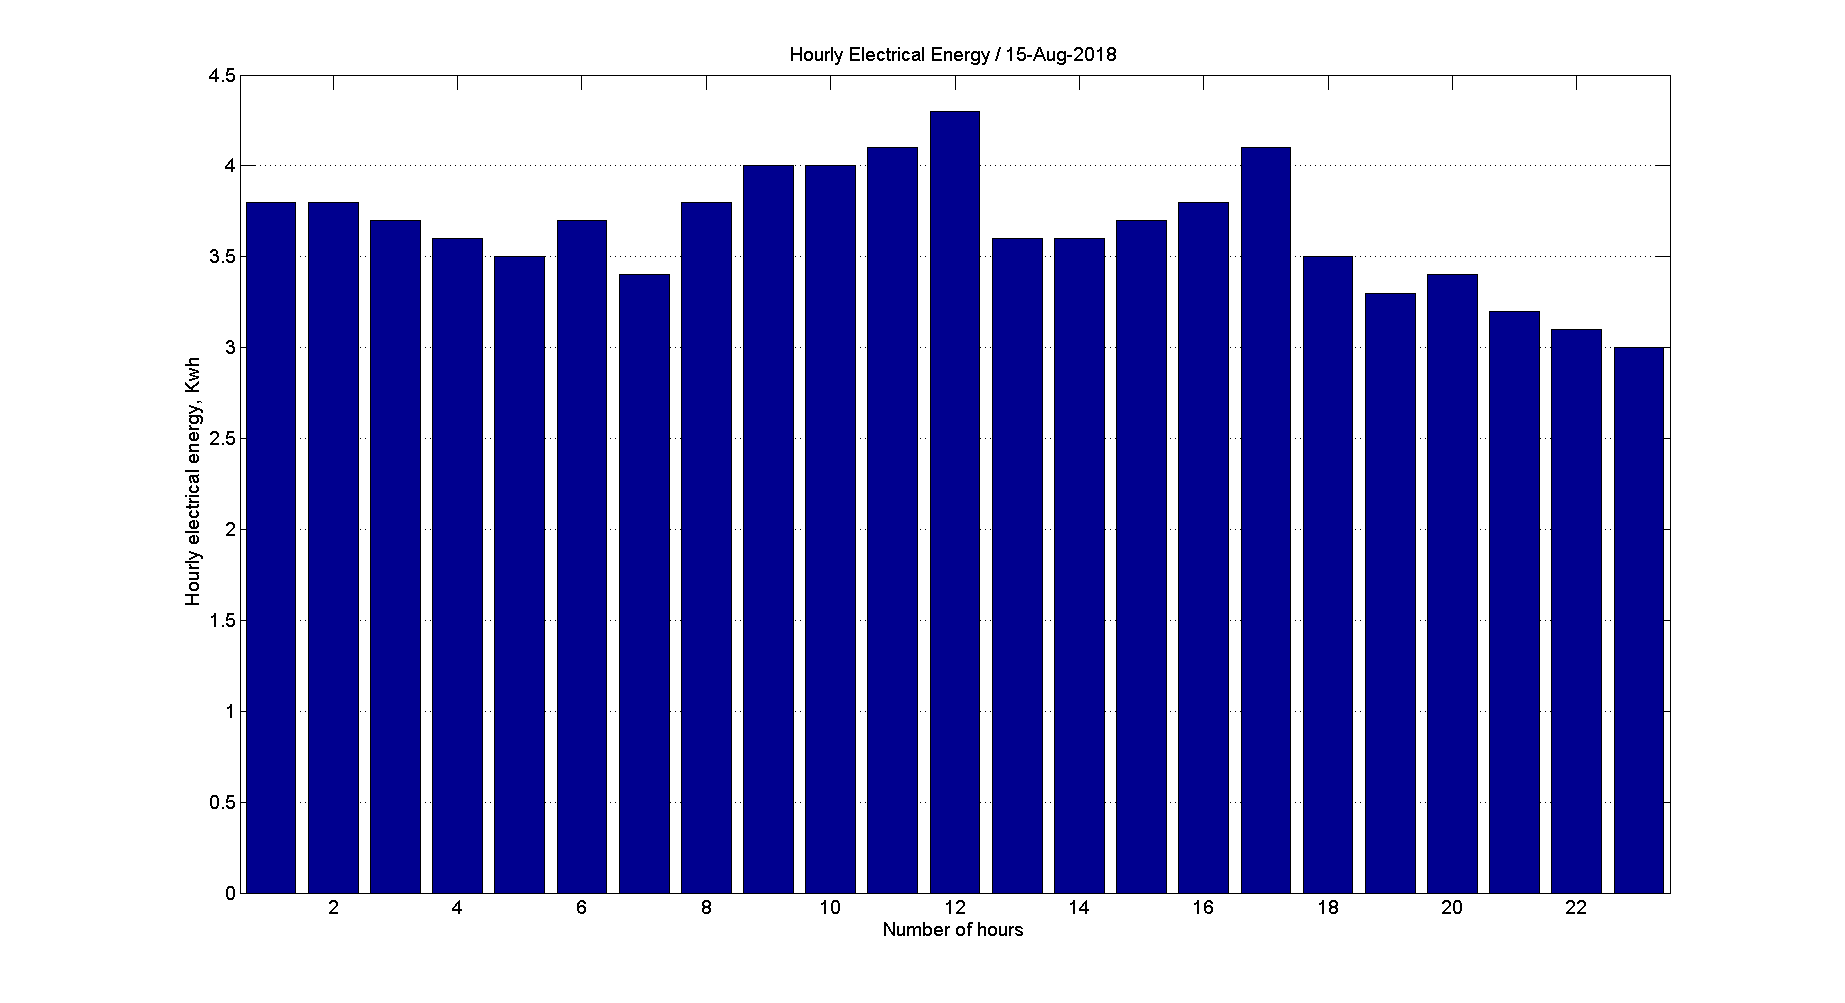 Hourly Electrical Energy / 15-Aug-2018
4.5
4
3.5
3
2.5
2
1.5
1
0.5
0
Hourly electrical energy, Kwh
2 4 6 8 10 12 14 16 18 20 22
Number of hours